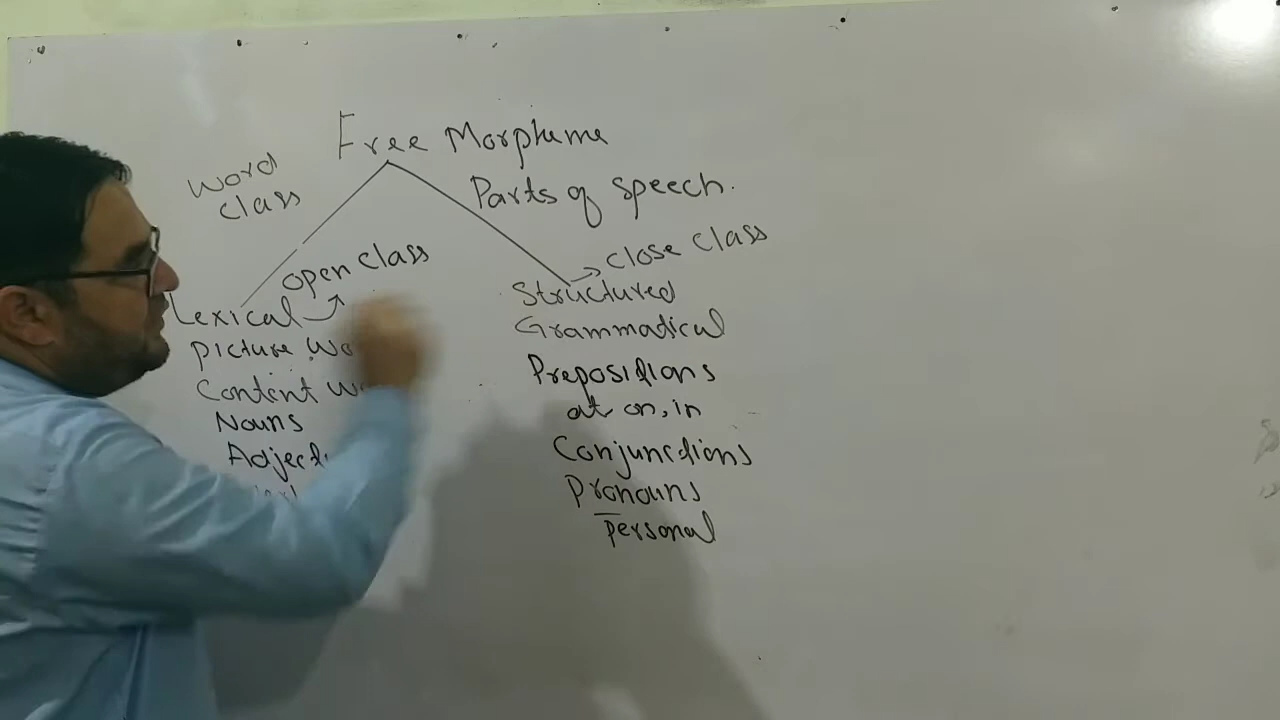 Free Morpheme
word
class
Parts of speech.
open class
close class
Lexical
Structured
Picture
Grammatical
Content
Prepositions
Nouns
at on, in
Conjunctions
Pronouns
Personal